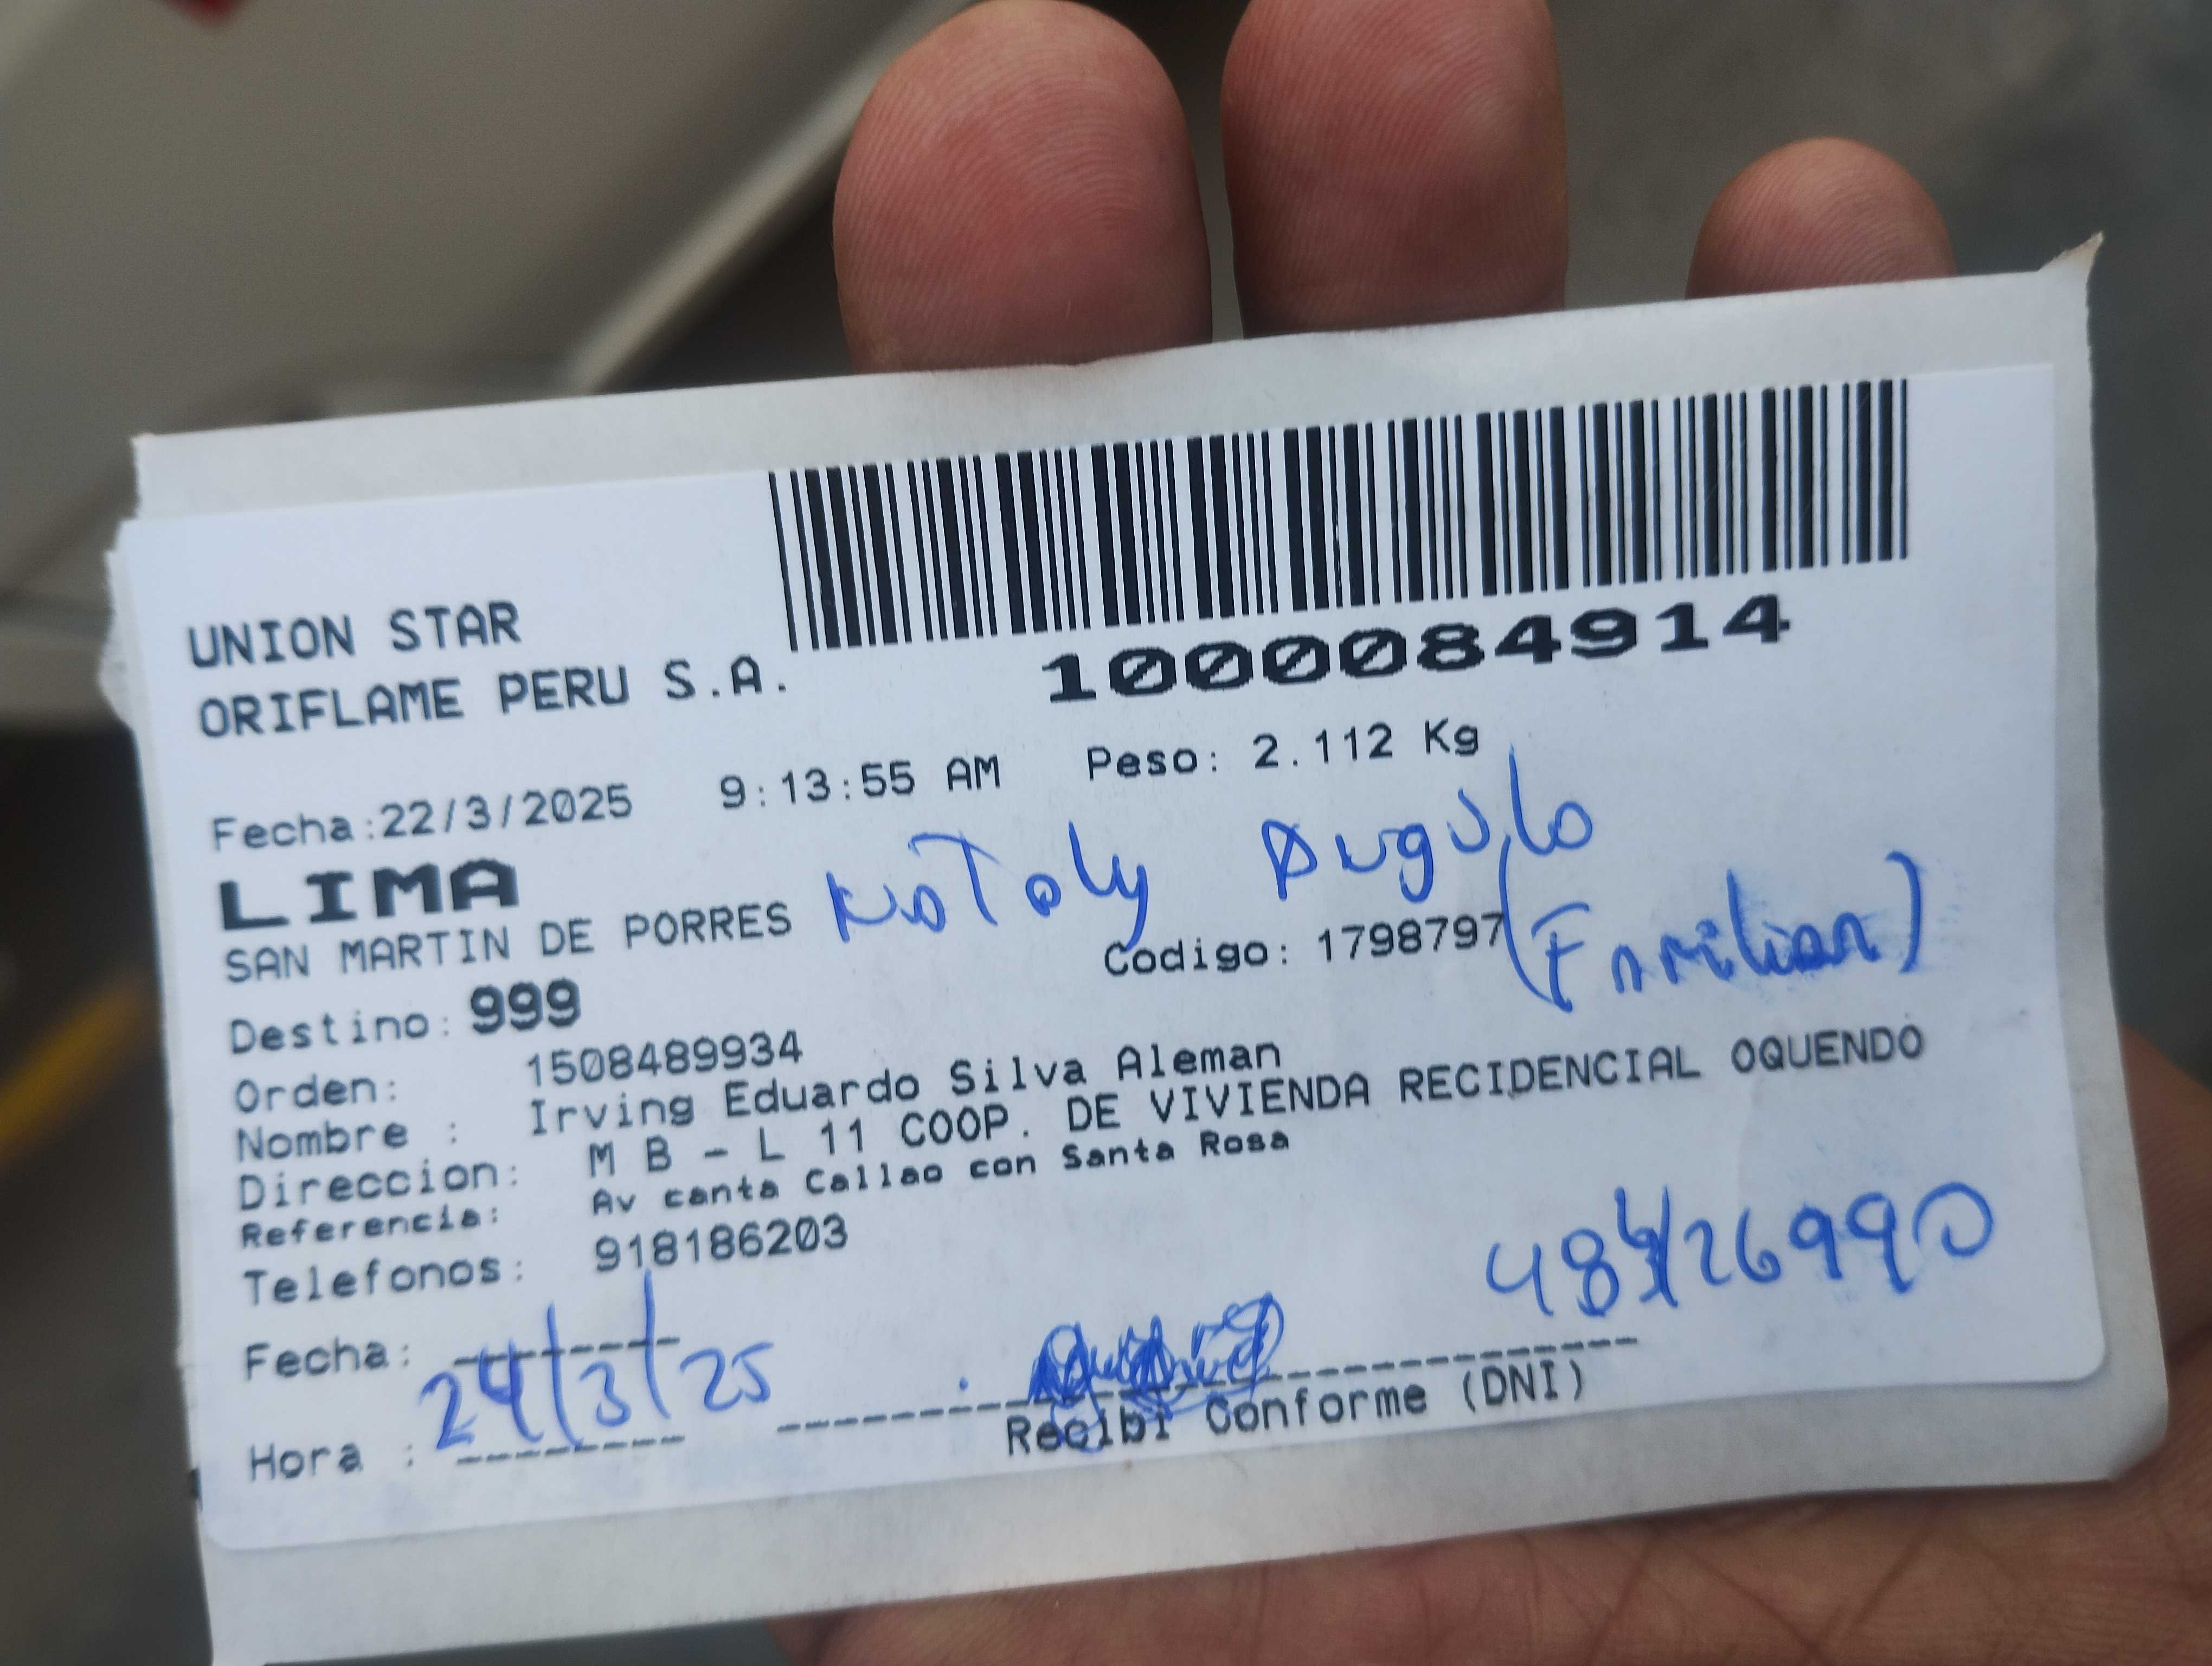 UNION STAR
ORIFLAME PERU S.A.
1000084914
Fecha:22/3/2025 9:13:55 AM Peso: 2.112 Kg
LIMA
Nataly Angulo
SAN MARTIN DE PORRES
Codigo: 1798797
(Familiar)
Destino: 999
Orden: 1508489934
Nombre : Irving Eduardo Silva Aleman
Direccion: M B - L 11 COOP. DE VIVIENDA RECIDENCIAL OQUENDO
Referencia: Av canta Callao con Santa Rosa
Telefonos: 918186203
Fecha:
24/3/25
Hora :
Recibi Conforme (DNI)